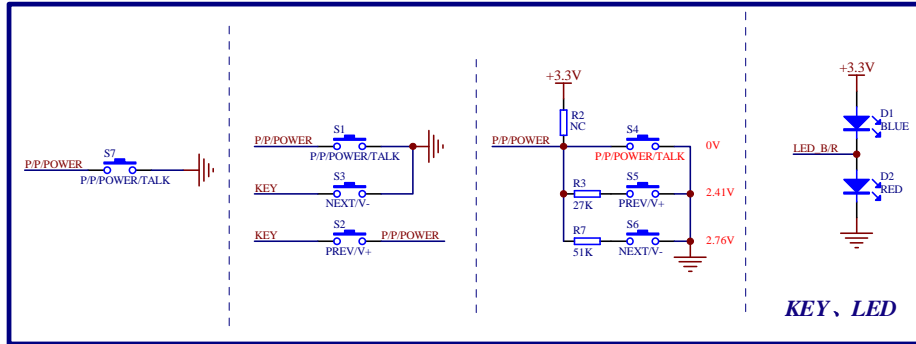 P/P/POWER
S7
P/P/POWER/TALK
P/P/POWER
S1
P/P/POWER/TALK
KEY
S3
NEXT/V-
KEY
S2
PREV/V+
P/P/POWER
+3.3V
R2
NC
P/P/POWER
S4
P/P/POWER/TALK
0V
R3
27K
S5
PREV/V+
2.41V
R7
51K
S6
NEXT/V-
2.76V
+3.3V
D1
BLUE
LED_B/R
D2
RED
KEY、LED